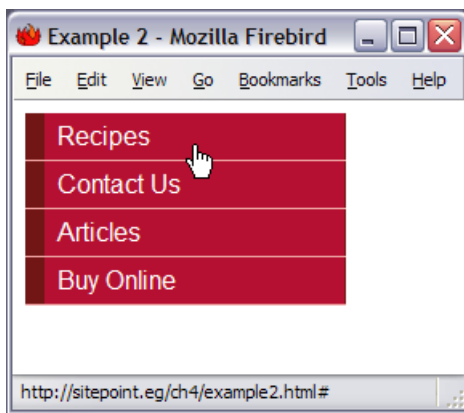 Example 2 - Mozilla Firebird
File Edit View Go Bookmarks Tools Help
Recipes
Contact Us
Articles
Buy Online
http://sitepoint.eg/ch4/example2.html#